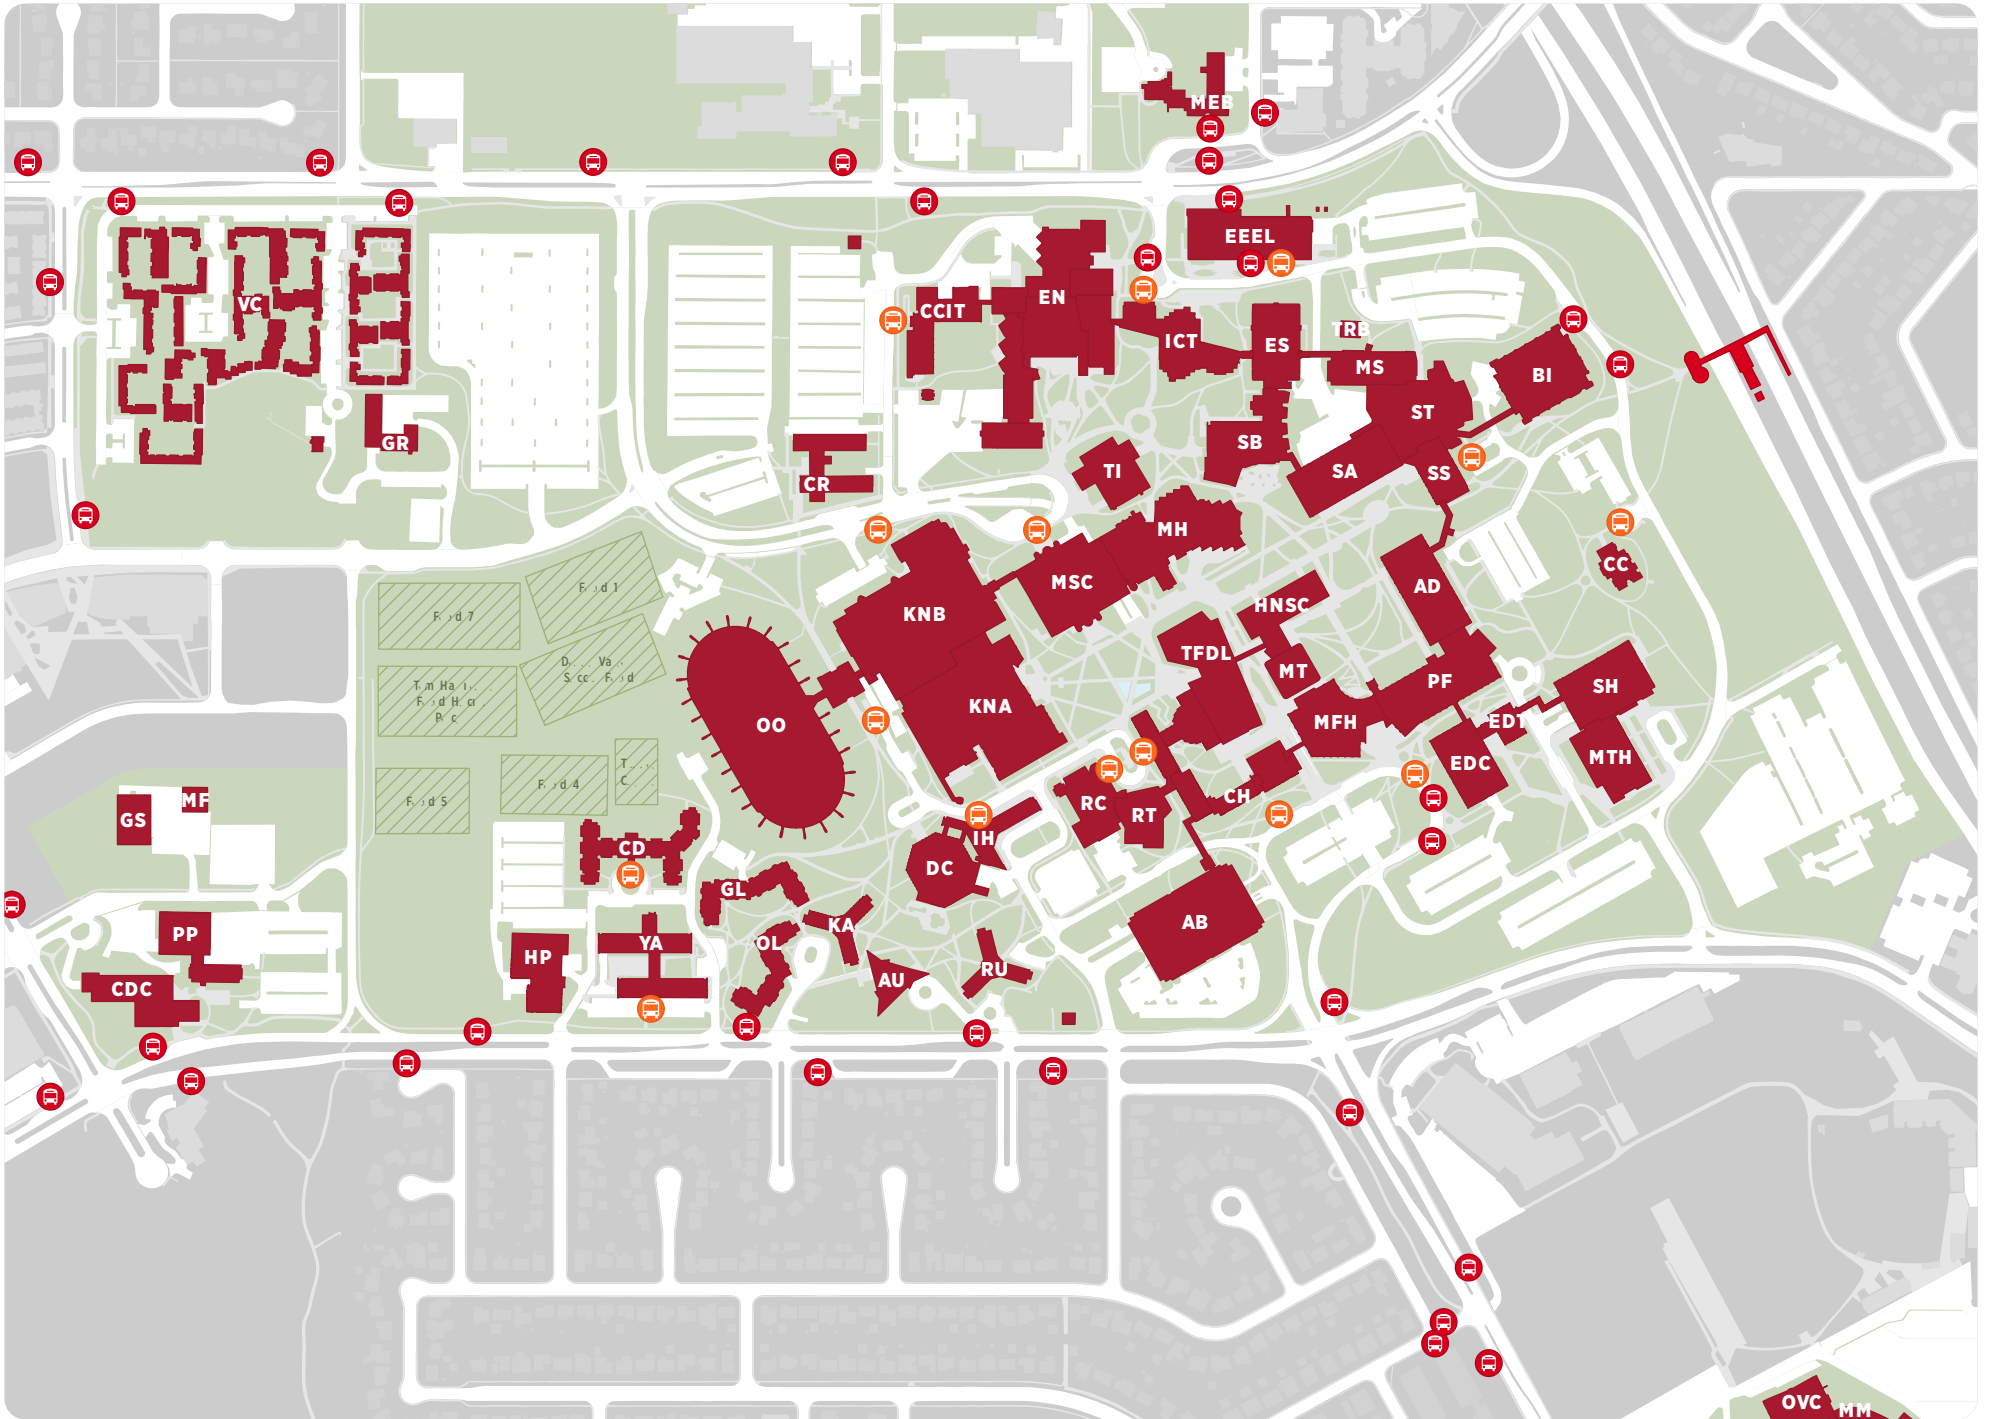 MEB
EEEL
VC
EN
CCIT
ICT
ES
TRB
MS
BI
ST
GR
SB
TI
SA
SS
CR
MH
CC
MSC
AD
HNSC
KNB
TFDL
MT
PF
SH
KNA
MFH
EDT
OO
MTH
EDC
MF
GS
CH
RC
RT
IH
CD
DC
GL
AB
KA
PP
YA
OL
HP
RU
AU
CDC
OVC
MM